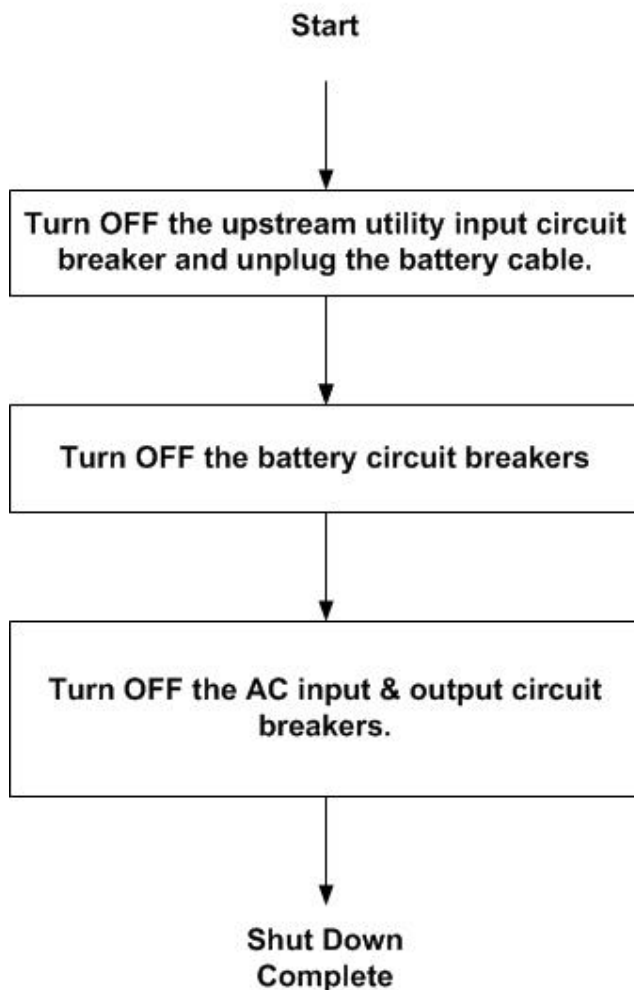 Start
Turn OFF the upstream utility input circuit
breaker and unplug the battery cable.
Turn OFF the battery circuit breakers
Turn OFF the AC input & output circuit
breakers.
Shut Down
Complete